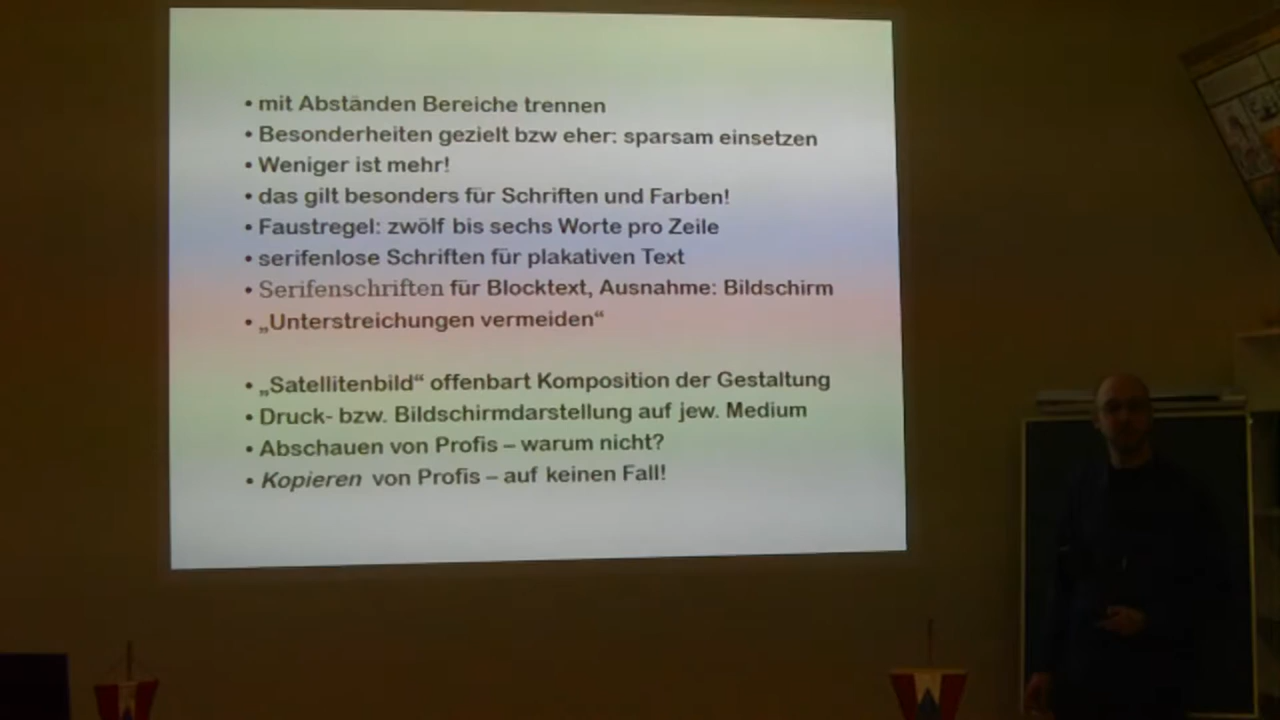 • mit Abständen Bereiche trennen
• Besonderheiten gezielt bzw eher: sparsam einsetzen
• Weniger ist mehr!
• das gilt besonders für Schriften und Farben!
• Faustregel: zwölf bis sechs Worte pro Zeile
• serifenlose Schriften für plakativen Text
• Serifenschriften für Blocktext, Ausnahme: Bildschirm
• „Unterstreichungen vermeiden“
• „Satellitenbild“ offenbart Komposition der Gestaltung
• Druck- bzw. Bildschirmdarstellung auf jew. Medium
• Abschauen von Profis – warum nicht?
• Kopieren von Profis – auf keinen Fall!